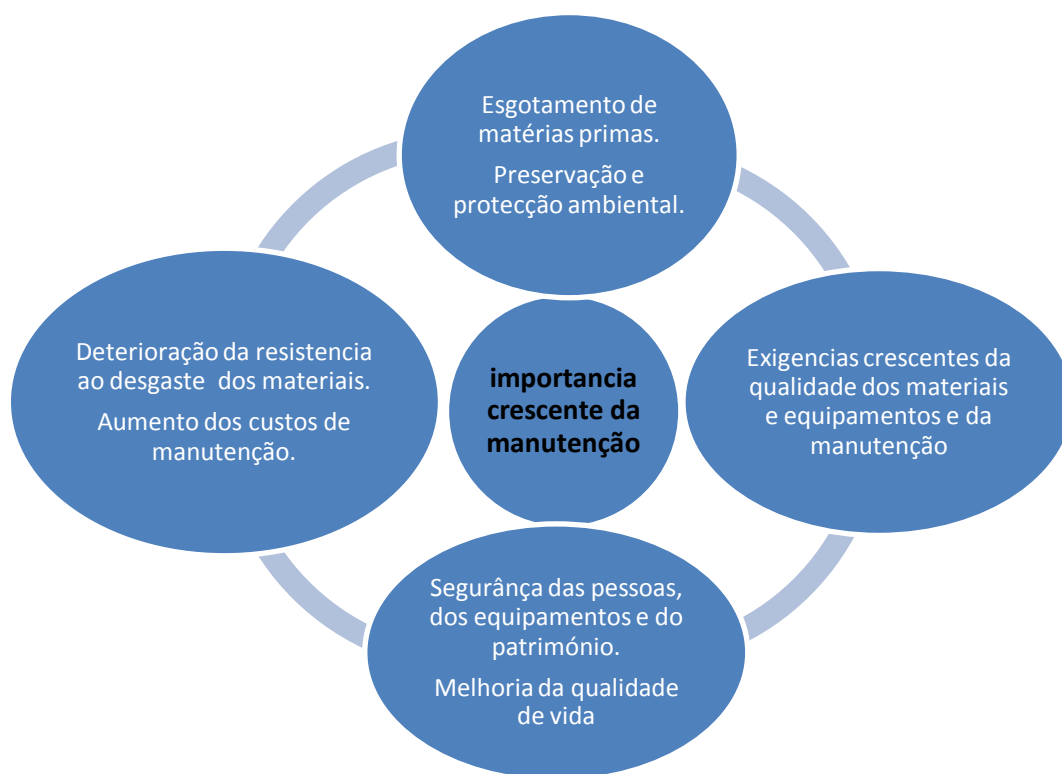 Esgotamento de
matérias primas.
Preservação e
protecção ambiental.
Deterioração da resistencia
ao desgaste dos materiais.
Aumento dos custos de
manutenção.
importancia
crescente da
manutenção
Exigencias crescentes da
qualidade dos materiais
e equipamentos e da
manutenção
Segurânça das pessoas,
dos equipamentos e do
património.
Melhoria da qualidade
de vida